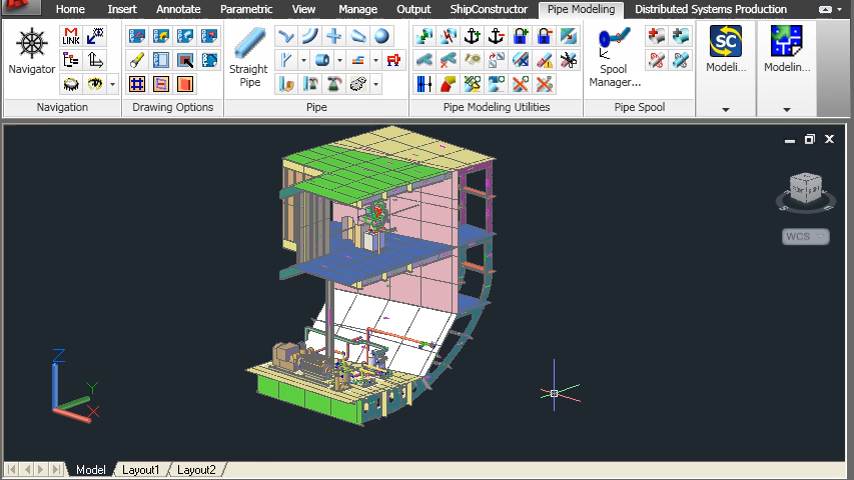 Home Insert Annotate Parametric View Manage Output ShipConstructor Pipe Modeling Distributed Systems Production
M
LINK
SC
Navigator
Straight
Pipe
Spool
Manager...
Modeli...
Modelin...
Navigation Drawing Options Pipe Pipe Modeling Utilities Pipe Spool
WCS
Z
Y
X
Model Layout1 Layout2